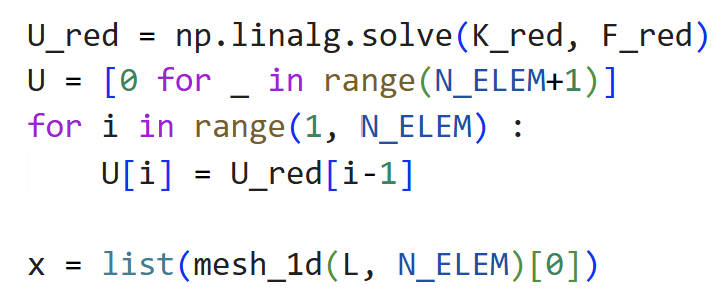 U_red = np.linalg.solve(K_red, F_red)
U = [0 for _ in range(N_ELEM+1)]
for i in range(1, N_ELEM) :
    U[i] = U_red[i-1]

x = list(mesh_1d(L, N_ELEM)[0])